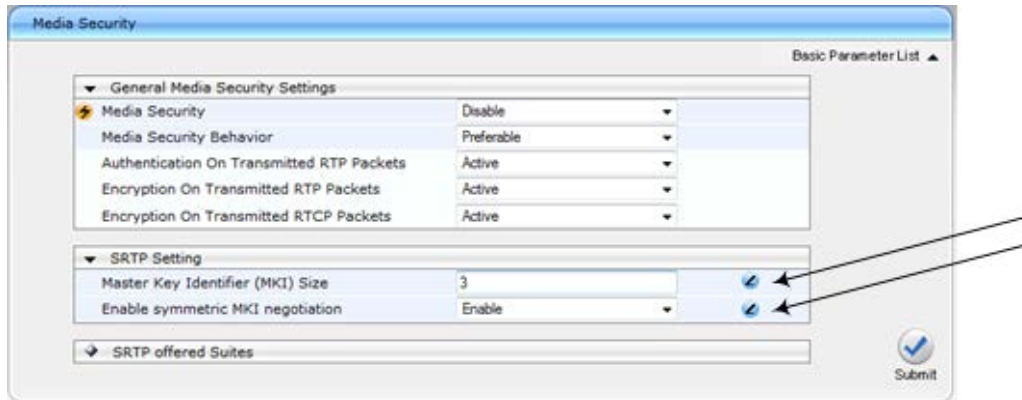 Media Security
Basic Parameter List
General Media Security Settings
Media Security Disable
Media Security Behavior Preferable
Authentication On Transmitted RTP Packets Active
Encryption On Transmitted RTP Packets Active
Encryption On Transmitted RTCP Packets Active
SRTP Setting
Master Key Identifier (MKI) Size 3
Enable symmetric MKI negotiation Enable
SRTP offered Suites
Submit